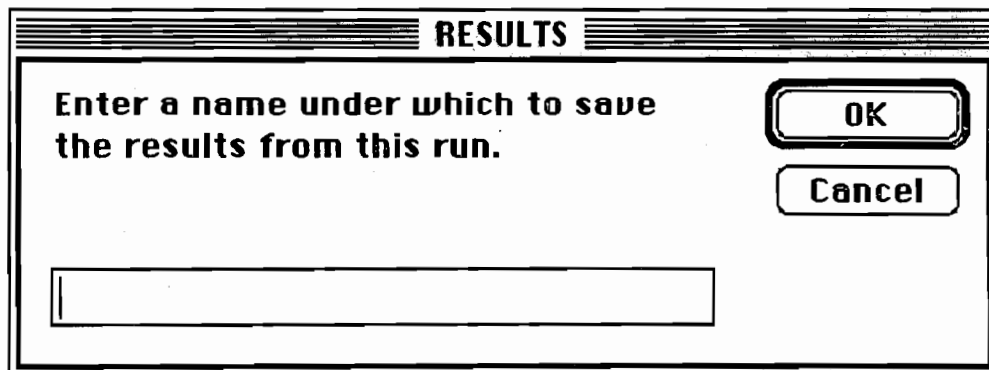 RESULTS
Enter a name under which to save
the results from this run.
OK
Cancel